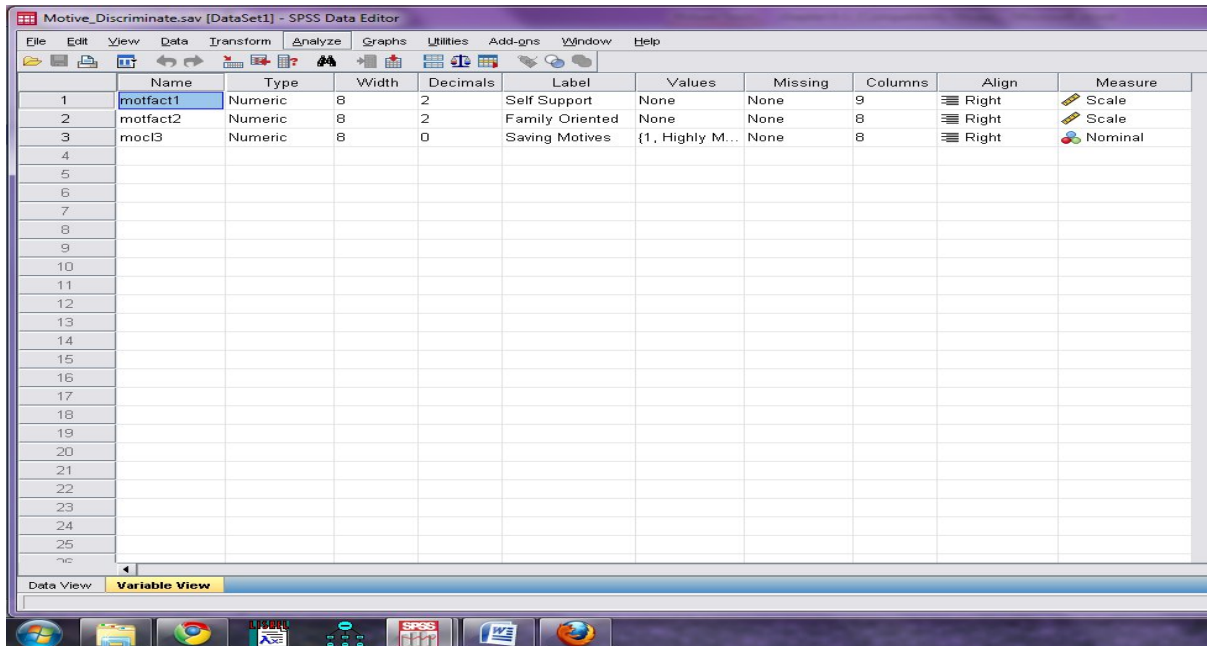 Motive_Discriminate.sav [DataSet1] - SPSS Data Editor
File Edit View Data Transform Analyze Graphs Utilities Add-ons Window Help
Name Type Width Decimals Label Values Missing Columns Align Measure
1 motfact1 Numeric 8 2 Self Support None None 9 Right Scale
2 motfact2 Numeric 8 2 Family Oriented None None 8 Right Scale
3 mocl3 Numeric 8 0 Saving Motives {1, Highly M... None 8 Right Nominal
4
5
6
7
8
9
10
11
12
13
14
15
16
17
18
19
20
21
22
23
24
25
Data View Variable View
LISREL SPSS W